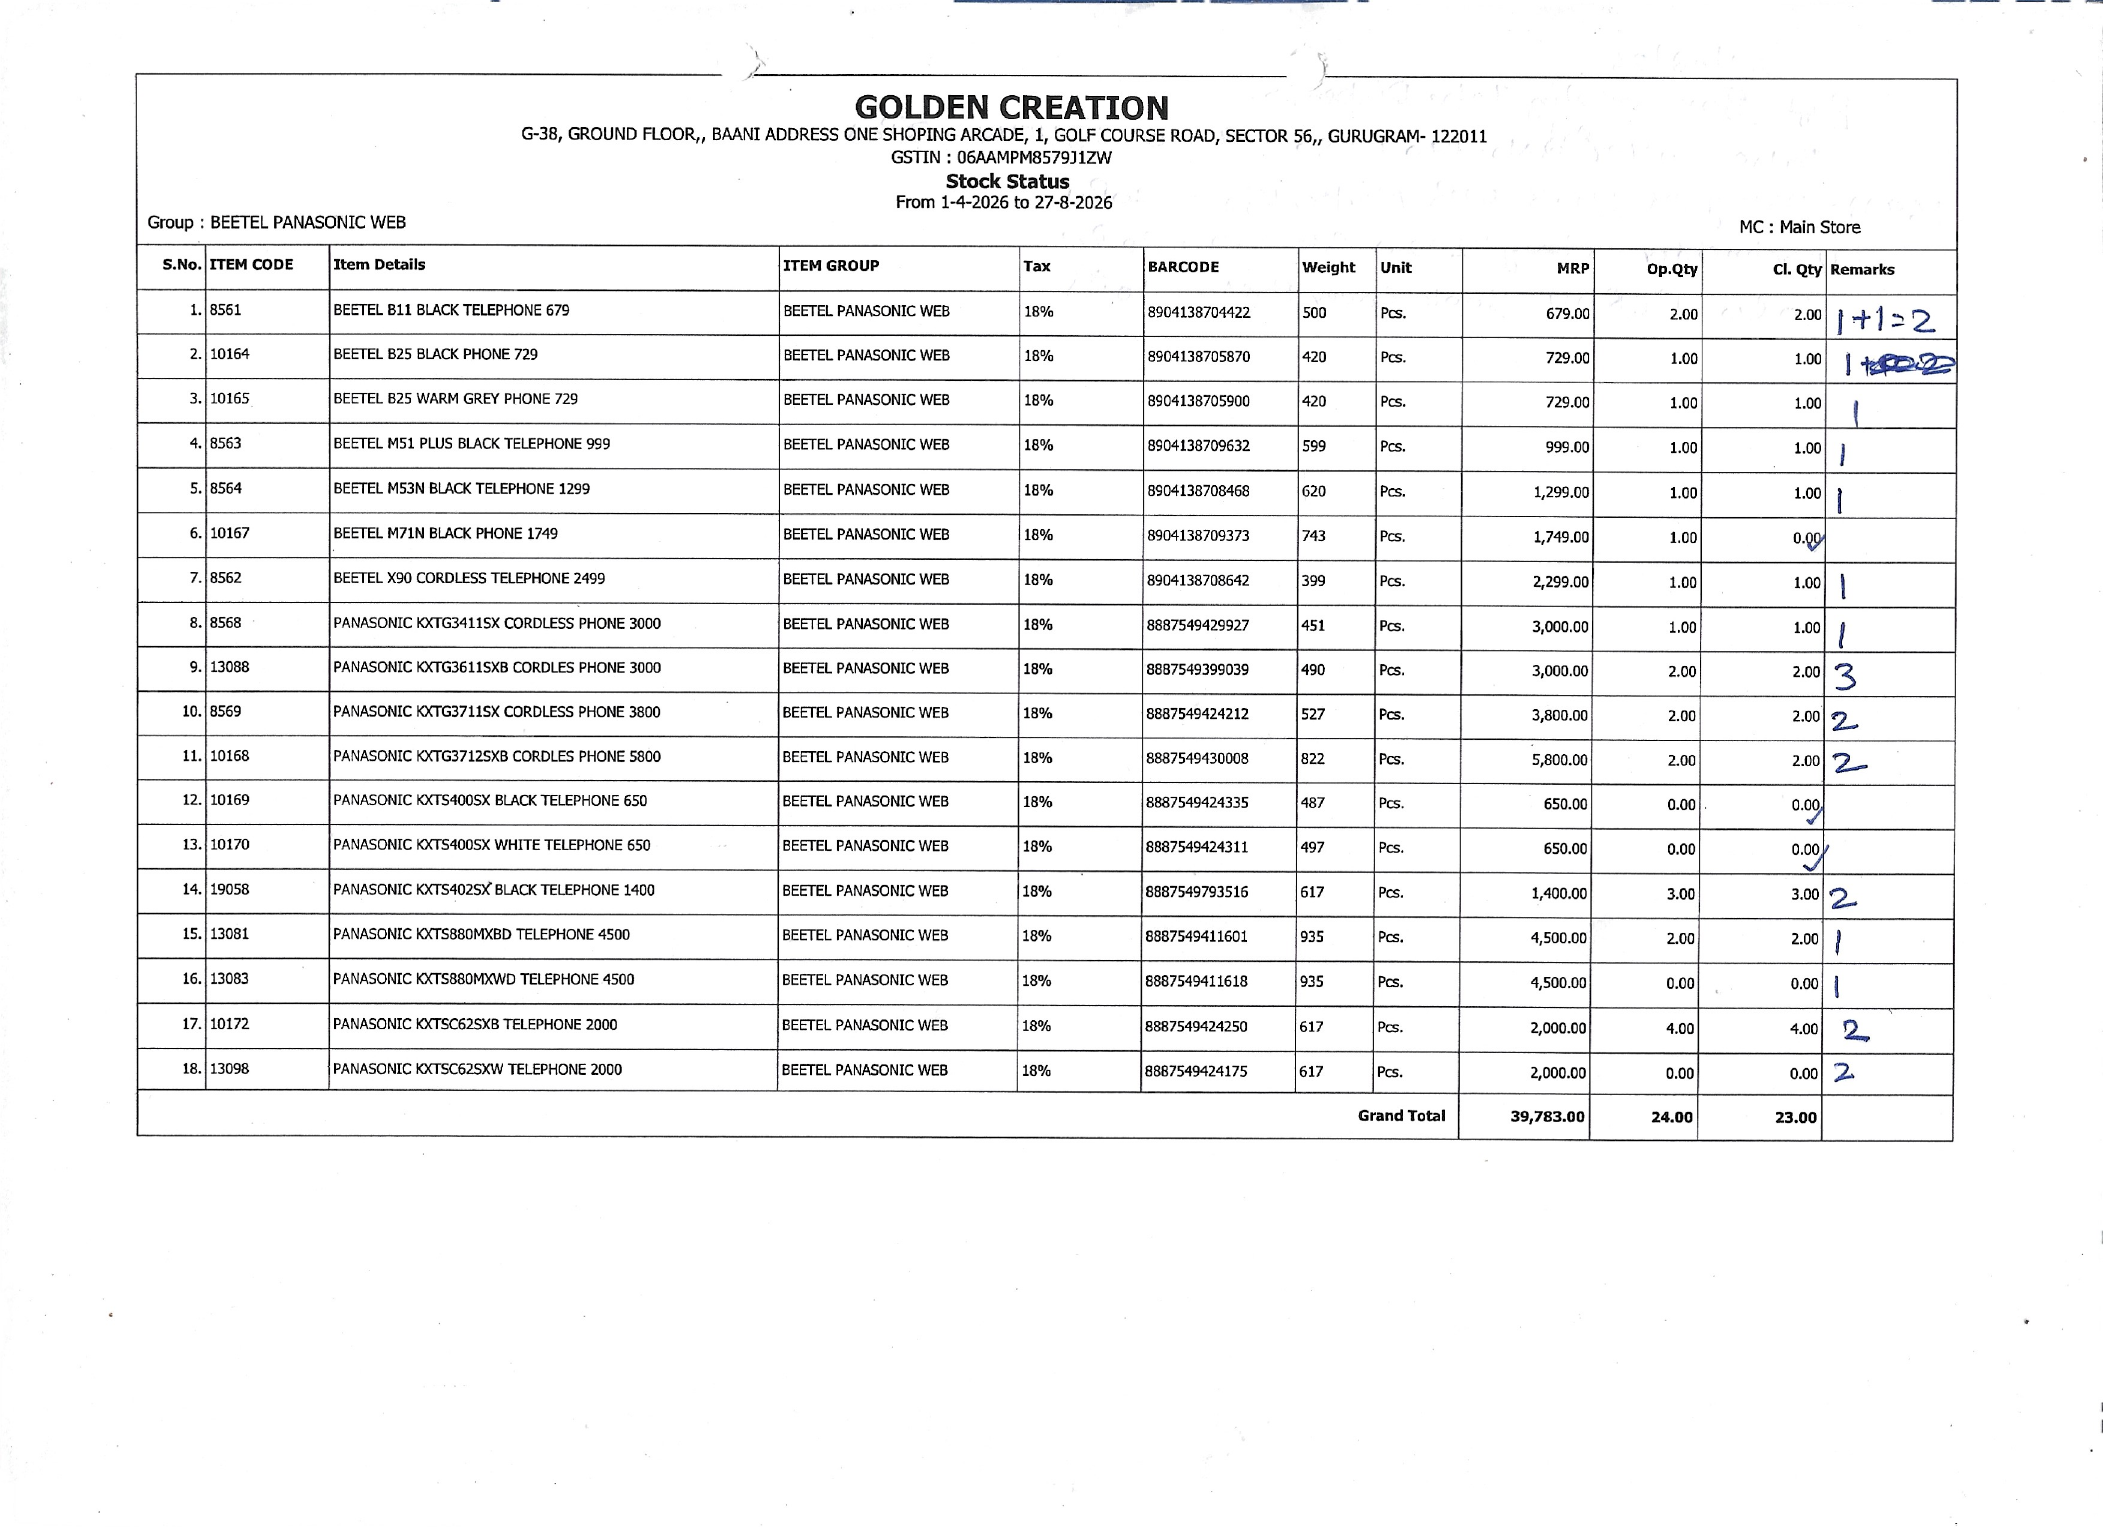 GOLDEN CREATION
G-38, GROUND FLOOR,, BAANI ADDRESS ONE SHOPING ARCADE, 1, GOLF COURSE ROAD, SECTOR 56,, GURUGRAM- 122011
GSTIN : 06AAMPM8579J1ZW
Stock Status
From 1-4-2026 to 27-8-2026
Group : BEETEL PANASONIC WEB MC : Main Store
S.No. ITEM CODE Item Details ITEM GROUP Tax BARCODE Weight Unit MRP Op.Qty Cl. Qty Remarks
1. 8561 BEETEL B11 BLACK TELEPHONE 679 BEETEL PANASONIC WEB 18% 8904138704422 500 Pcs. 679.00 2.00 2.00 1+1=2
2. 10164 BEETEL B25 BLACK PHONE 729 BEETEL PANASONIC WEB 18% 8904138705870 420 Pcs. 729.00 1.00 1.00 1
3. 10165 BEETEL B25 WARM GREY PHONE 729 BEETEL PANASONIC WEB 18% 8904138705900 420 Pcs. 729.00 1.00 1.00 1
4. 8563 BEETEL M51 PLUS BLACK TELEPHONE 999 BEETEL PANASONIC WEB 18% 8904138709632 599 Pcs. 999.00 1.00 1.00 1
5. 8564 BEETEL M53N BLACK TELEPHONE 1299 BEETEL PANASONIC WEB 18% 8904138708468 620 Pcs. 1,299.00 1.00 1.00 1
6. 10167 BEETEL M71N BLACK PHONE 1749 BEETEL PANASONIC WEB 18% 8904138709373 743 Pcs. 1,749.00 1.00 0.00 ✓
7. 8562 BEETEL X90 CORDLESS TELEPHONE 2499 BEETEL PANASONIC WEB 18% 8904138708642 399 Pcs. 2,299.00 1.00 1.00 1
8. 8568 PANASONIC KXTG3411SX CORDLESS PHONE 3000 BEETEL PANASONIC WEB 18% 8887549429927 451 Pcs. 3,000.00 1.00 1.00 1
9. 13088 PANASONIC KXTG3611SXB CORDLES PHONE 3000 BEETEL PANASONIC WEB 18% 8887549399039 490 Pcs. 3,000.00 2.00 2.00 3
10. 8569 PANASONIC KXTG3711SX CORDLESS PHONE 3800 BEETEL PANASONIC WEB 18% 8887549424212 527 Pcs. 3,800.00 2.00 2.00 2
11. 10168 PANASONIC KXTG3712SXB CORDLES PHONE 5800 BEETEL PANASONIC WEB 18% 8887549430008 822 Pcs. 5,800.00 2.00 2.00 2
12. 10169 PANASONIC KXTS400SX BLACK TELEPHONE 650 BEETEL PANASONIC WEB 18% 8887549424335 487 Pcs. 650.00 0.00 0.00 ✓
13. 10170 PANASONIC KXTS400SX WHITE TELEPHONE 650 BEETEL PANASONIC WEB 18% 8887549424311 497 Pcs. 650.00 0.00 0.00 ✓
14. 19058 PANASONIC KXTS402SX BLACK TELEPHONE 1400 BEETEL PANASONIC WEB 18% 8887549793516 617 Pcs. 1,400.00 3.00 3.00 2
15. 13081 PANASONIC KXTS880MXBD TELEPHONE 4500 BEETEL PANASONIC WEB 18% 8887549411601 935 Pcs. 4,500.00 2.00 2.00 1
16. 13083 PANASONIC KXTS880MXWD TELEPHONE 4500 BEETEL PANASONIC WEB 18% 8887549411618 935 Pcs. 4,500.00 0.00 0.00 1
17. 10172 PANASONIC KXTSC62SXB TELEPHONE 2000 BEETEL PANASONIC WEB 18% 8887549424250 617 Pcs. 2,000.00 4.00 4.00 2
18. 13098 PANASONIC KXTSC62SXW TELEPHONE 2000 BEETEL PANASONIC WEB 18% 8887549424175 617 Pcs. 2,000.00 0.00 0.00 2
Grand Total 39,783.00 24.00 23.00